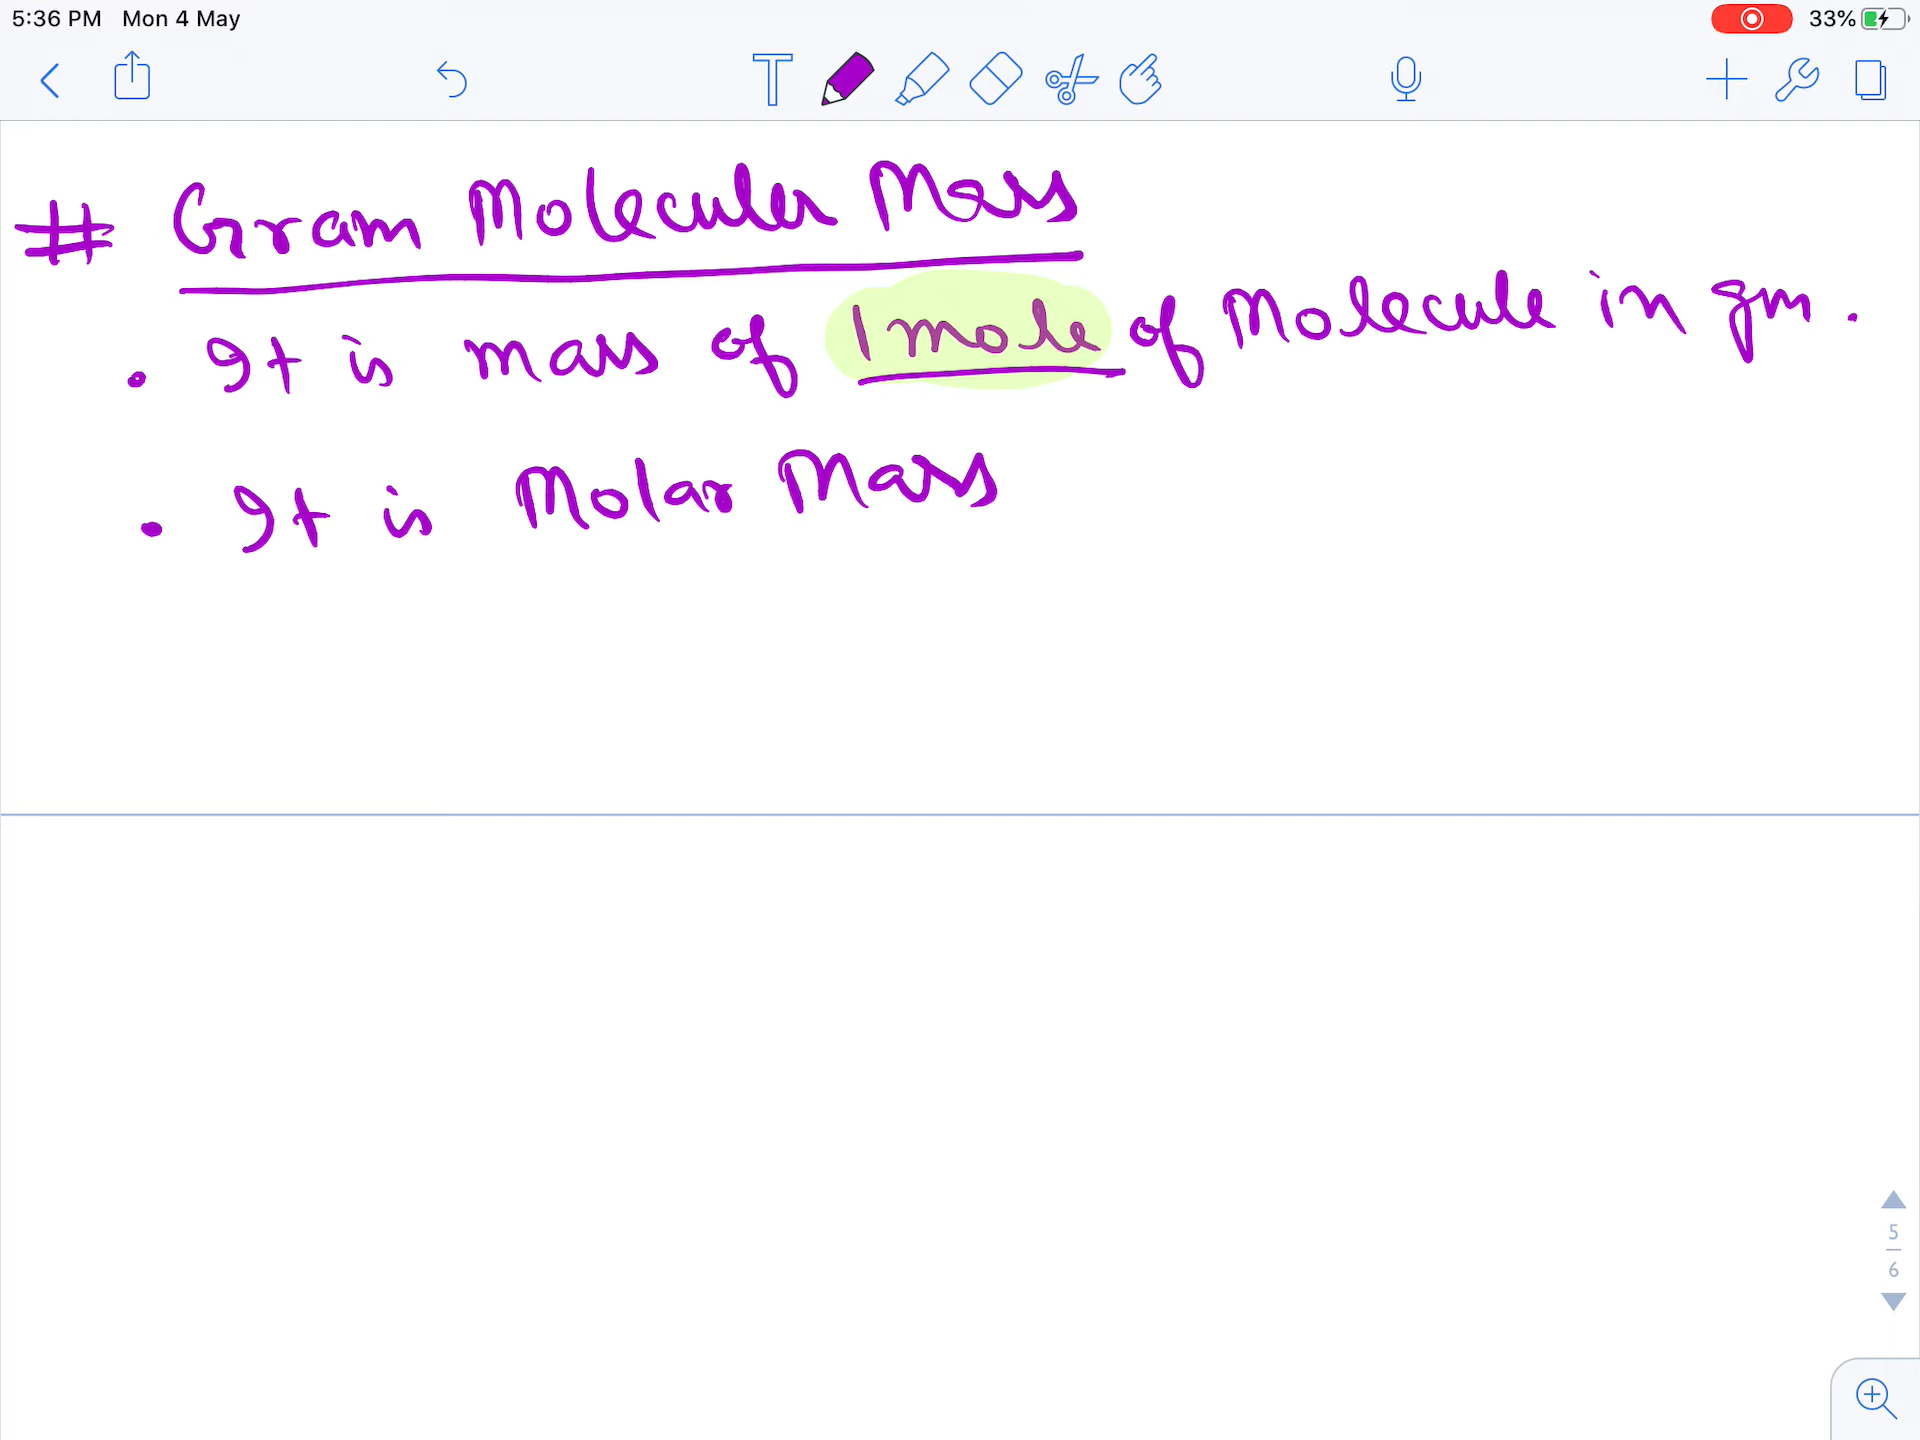 5:36 PM Mon 4 May 33%
# Gram Molecular Mass
• It is mass of 1 mole of Molecule in gm.
• It is Molar Mass
5
6